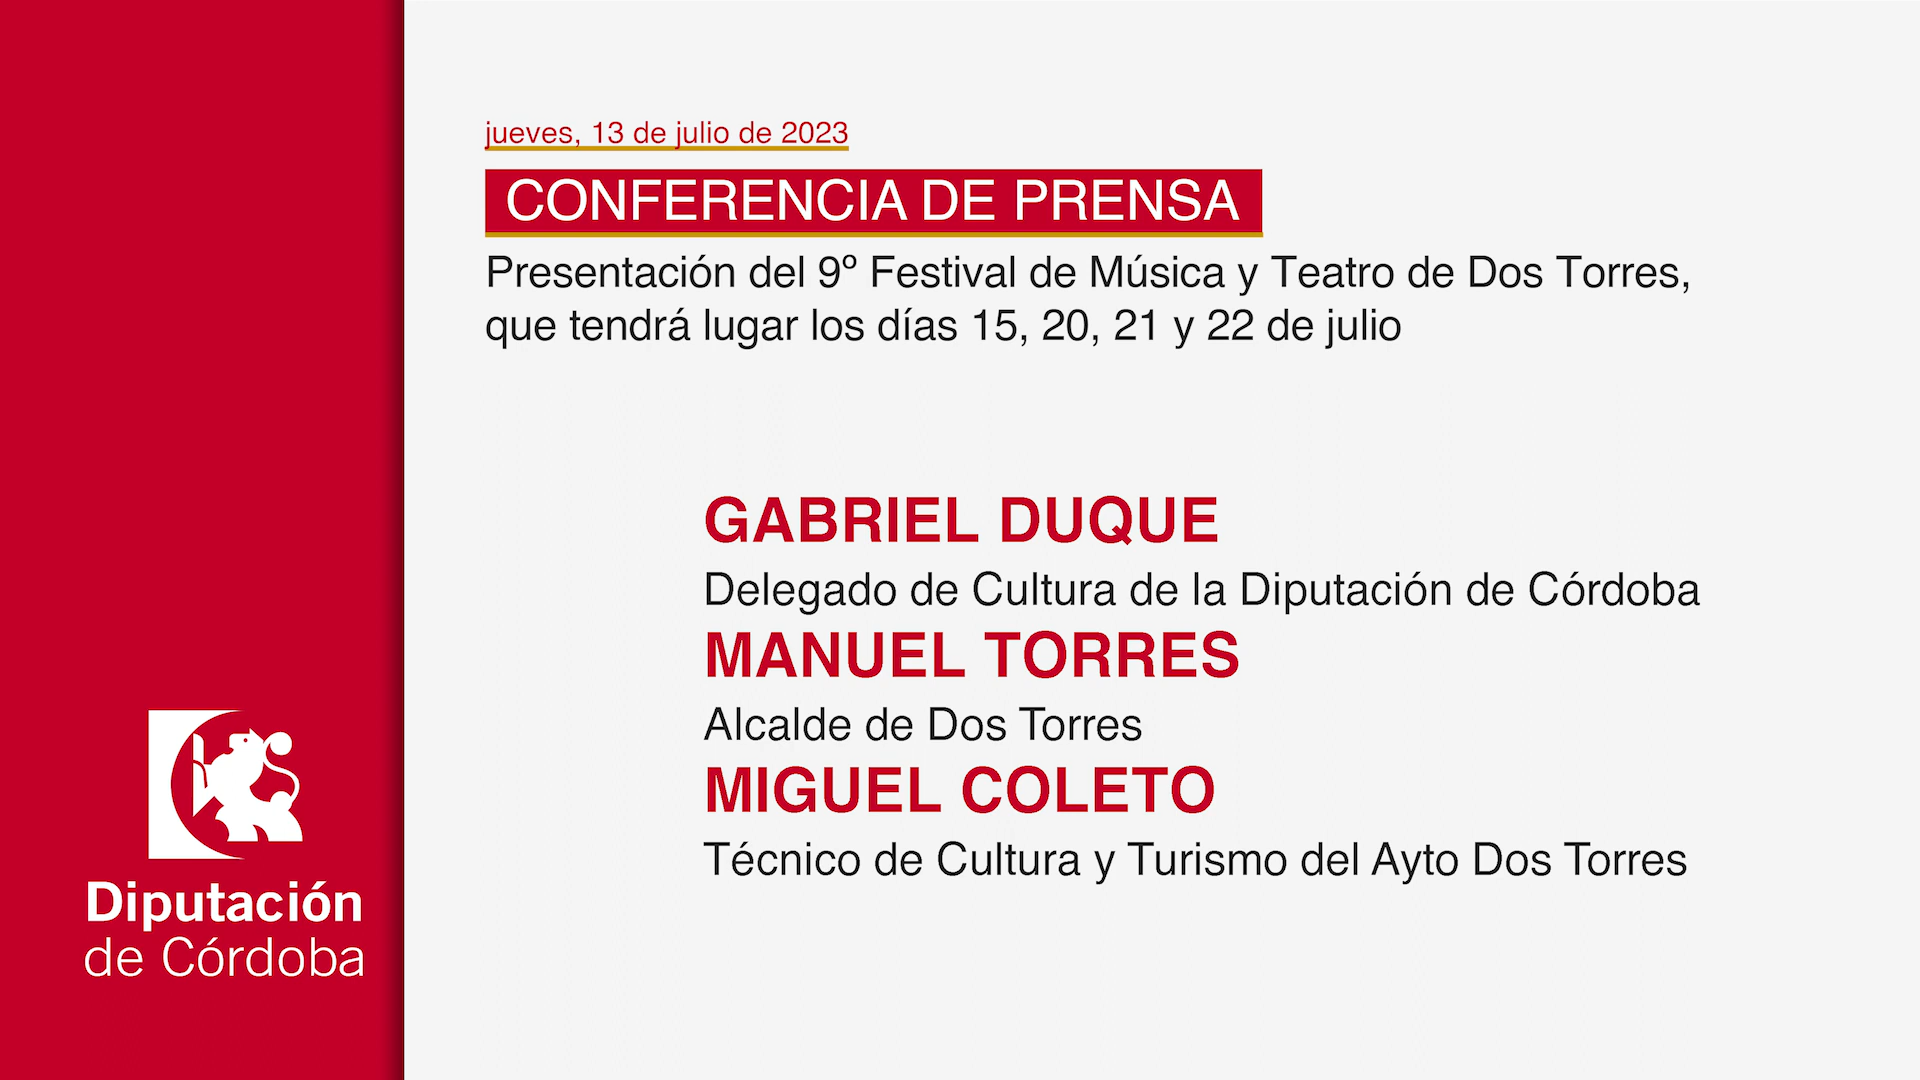 jueves, 13 de julio de 2023
CONFERENCIA DE PRENSA
Presentación del 9º Festival de Música y Teatro de Dos Torres,
que tendrá lugar los días 15, 20, 21 y 22 de julio
GABRIEL DUQUE
Delegado de Cultura de la Diputación de Córdoba
MANUEL TORRES
Alcalde de Dos Torres
MIGUEL COLETO
Técnico de Cultura y Turismo del Ayto Dos Torres
Diputación
de Córdoba